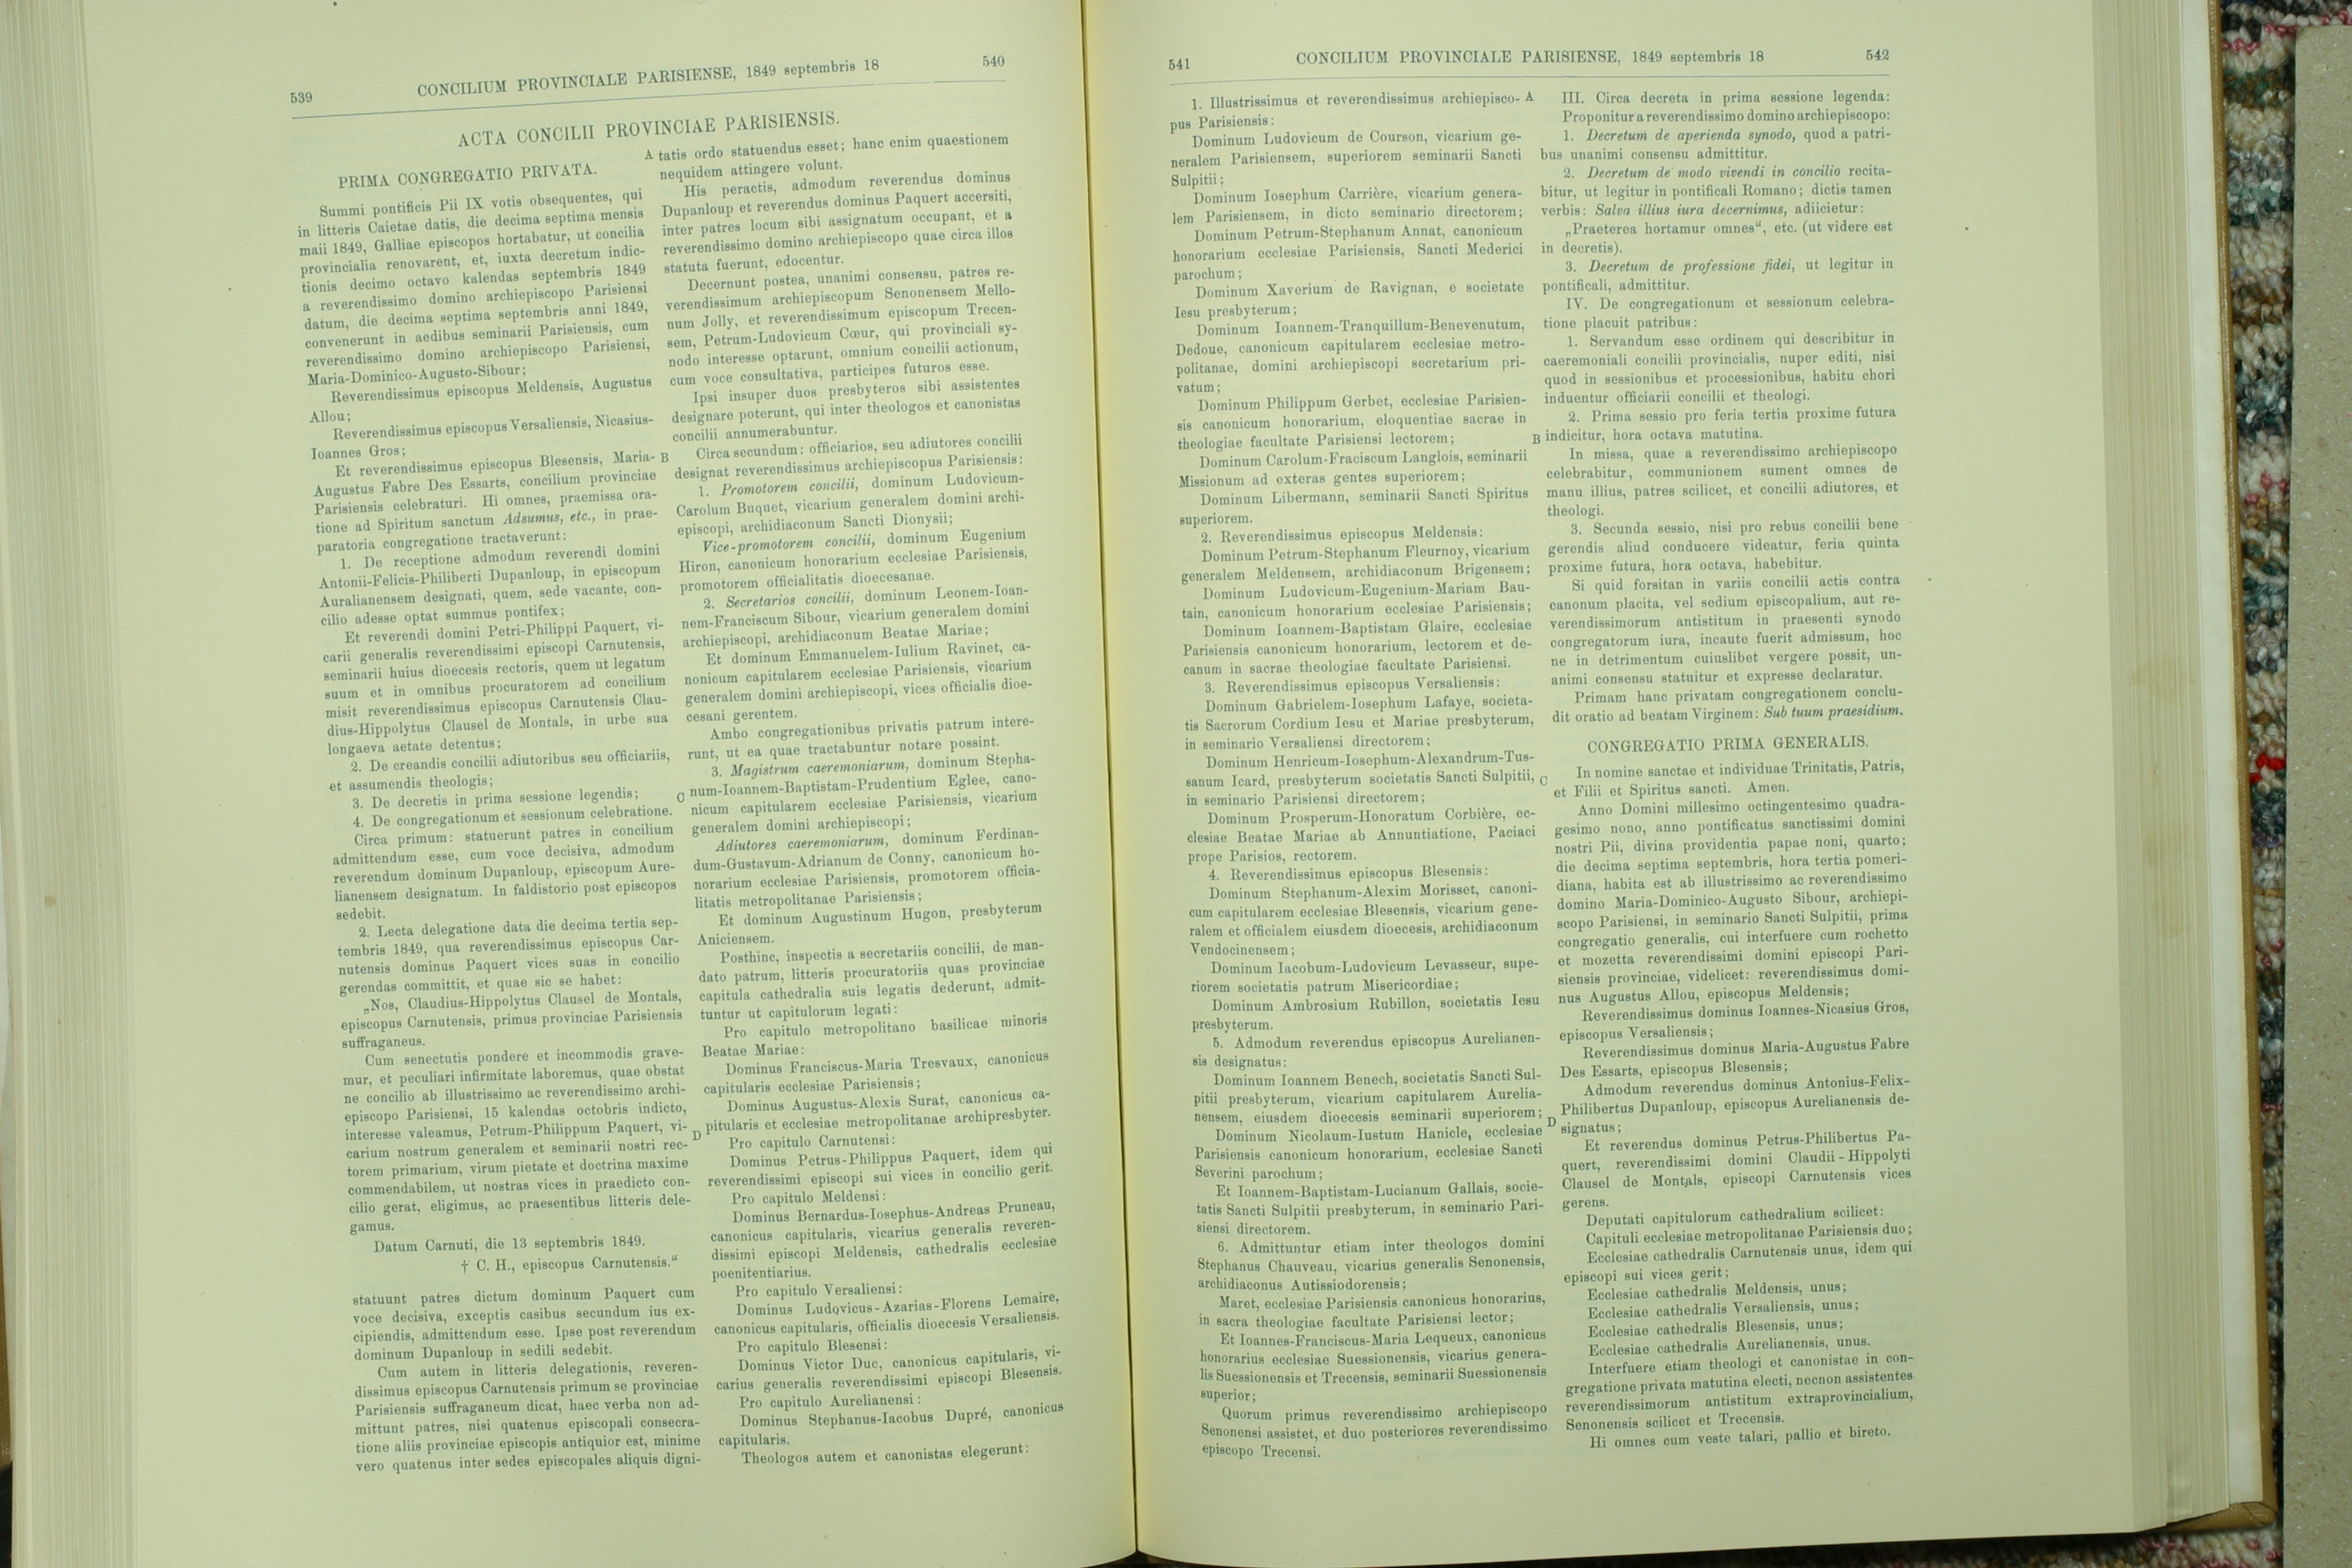 539
CONCILIUM PROVINCIALE PARISIENSE, 1849 septembris 18
540
ACTA CONCILII PROVINCIAE PARISIENSIS.
PRIMA CONGREGATIO PRIVATA.
Summi pontificis Pii IX votis obsequentes, qui
in litteris Caietae datis, die decima septima mensis
maii 1849, Galliae episcopos hortabatur, ut concilia
provincialia renovarent, et, iuxta decretum indic-
tionis decimo octavo kalendas septembris 1849
a reverendissimo domino archiepiscopo Parisiensi
datum, die decima septima septembris anni 1849,
convenerunt in aedibus seminarii Parisiensis, cum
reverendissimo domino archiepiscopo Parisiensi,
Maria-Dominico-Augusto-Sibour;
Reverendissimus episcopus Meldensis, Augustus
Allou;
Reverendissimus episcopus Versaliensis, Nicasius-
Ioannes Gros;
Et reverendissimus episcopus Blesensis, Maria-
Augustus Fabre Des Essarts, concilium provinciae
Parisiensis celebraturi. Hi omnes, praemissa ora-
tione ad Spiritum sanctum Adsumus, etc., in prae-
paratoria congregatione tractaverunt:
1. De receptione admodum reverendi domini
Antonii-Felicis-Philiberti Dupanloup, in episcopum
Auralianensem designati, quem, sede vacante, con-
cilio adesse optat summus pontifex;
Et reverendi domini Petri-Philippi Paquert, vi-
carii generalis reverendissimi episcopi Carnutensis,
seminarii huius dioecesis rectoris, quem ut legatum
suum et in omnibus procuratorem ad concilium
misit reverendissimus episcopus Carnutensis Clau-
dius-Hippolytus Clausel de Montals, in urbe sua
longaeva aetate detentus;
2. De creandis concilii adiutoribus seu officiariis,
et assumendis theologis;
3. De decretis in prima sessione legendis;
4. De congregationum et sessionum celebratione.
Circa primum: statuerunt patres in concilium
admittendum esse, cum voce decisiva, admodum
reverendum dominum Dupanloup, episcopum Aure-
lianensem designatum. In faldistorio post episcopos
sedebit.
2. Lecta delegatione data die decima tertia sep-
tembris 1849, qua reverendissimus episcopus Car-
nutensis dominus Paquert vices suas in concilio
gerendas committit, et quae sic se habet:
„Nos, Claudius-Hippolytus Clausel de Montals,
episcopus Carnutensis, primus provinciae Parisiensis
suffraganeus.
Cum senectutis pondere et incommodis grave-
mur, et peculiari infirmitate laboremus, quae obstat
ne concilio ab illustrissimo ac reverendissimo archi-
episcopo Parisiensi, 15 kalendas octobris indicto,
interesse valeamus, Petrum-Philippum Paquert, vi-
carium nostrum generalem et seminarii nostri rec-
torem primarium, virum pietate et doctrina maxime
commendabilem, ut nostras vices in praedicto con-
cilio gerat, eligimus, ac praesentibus litteris dele-
gamus.
Datum Carnuti, die 13 septembris 1849.
† C. H., episcopus Carnutensis.“
statuunt patres dictum dominum Paquert cum
voce decisiva, exceptis casibus secundum ius ex-
cipiendis, admittendum esse. Ipse post reverendum
dominum Dupanloup in sedili sedebit.
Cum autem in litteris delegationis, reveren-
dissimus episcopus Carnutensis primum se provinciae
Parisiensis suffraganeum dicat, haec verba non ad-
mittunt patres, nisi quatenus episcopali consecra-
tione aliis provinciae episcopis antiquior est, minime
vero quatenus inter sedes episcopales aliquis digni-
A tatis ordo statuendus esset; hanc enim quaestionem
nequidem attingere volunt.
His peractis, admodum reverendus dominus
Dupanloup et reverendus dominus Paquert accersiti,
inter patres locum sibi assignatum occupant, et a
reverendissimo domino archiepiscopo quae circa illos
statuta fuerunt, edocentur.
Decernunt postea, unanimi consensu, patres re-
verendissimum archiepiscopum Senonensem Mello-
num Jolly, et reverendissimum episcopum Trecen-
sem, Petrum-Ludovicum Cœur, qui provinciali sy-
nodo interesse optarunt, omnium concilii actionum,
cum voce consultativa, participes futuros esse.
Ipsi insuper duos presbyteros sibi assistentes
designare poterunt, qui inter theologos et canonistas
concilii annumerabuntur.
B Circa secundum: officiarios, seu adiutores concilii
designat reverendissimus archiepiscopus Parisiensis:
1. Promotorem concilii, dominum Ludovicum-
Carolum Buquet, vicarium generalem domini archi-
episcopi, archidiaconum Sancti Dionysii;
Vice-promotorem concilii, dominum Eugenium
Hiron, canonicum honorarium ecclesiae Parisiensis,
promotorem officialitatis dioecesanae.
2. Secretarios concilii, dominum Leonem-Ioan-
nem-Franciscum Sibour, vicarium generalem domini
archiepiscopi, archidiaconum Beatae Mariae;
Et dominum Emmanuelem-Iulium Ravinet, ca-
nonicum capitularem ecclesiae Parisiensis, vicarium
generalem domini archiepiscopi, vices officialis dioe-
cesani gerentem.
Ambo congregationibus privatis patrum intere-
runt, ut ea quae tractabuntur notare possint.
3. Magistrum caeremoniarum, dominum Stepha-
C num-Ioannem-Baptistam-Prudentium Eglee, cano-
nicum capitularem ecclesiae Parisiensis, vicarium
generalem domini archiepiscopi;
Adiutores caeremoniarum, dominum Ferdinan-
dum-Gustavum-Adrianum de Conny, canonicum ho-
norarium ecclesiae Parisiensis, promotorem officia-
litatis metropolitanae Parisiensis;
Et dominum Augustinum Hugon, presbyterum
Aniciensem.
Posthinc, inspectis a secretariis concilii, de man-
dato patrum, litteris procuratoriis quas provinciae
capitula cathedralia suis legatis dederunt, admit-
tuntur ut capitulorum legati:
Pro capitulo metropolitano basilicae minoris
Beatae Mariae:
Dominus Franciscus-Maria Tresvaux, canonicus
capitularis ecclesiae Parisiensis;
Dominus Augustus-Alexis Surat, canonicus ca-
D pitularis et ecclesiae metropolitanae archipresbyter.
Pro capitulo Carnutensi:
Dominus Petrus-Philippus Paquert, idem qui
reverendissimi episcopi sui vices in concilio gerit.
Pro capitulo Meldensi:
Dominus Bernardus-Iosephus-Andreas Pruneau,
canonicus capitularis, vicarius generalis reveren-
dissimi episcopi Meldensis, cathedralis ecclesiae
poenitentiarius.
Pro capitulo Versaliensi:
Dominus Ludovicus-Azarias-Florens Lemaire,
canonicus capitularis, officialis dioecesis Versaliensis.
Pro capitulo Blesensi:
Dominus Victor Duc, canonicus capitularis, vi-
carius generalis reverendissimi episcopi Blesensis.
Pro capitulo Aurelianensi:
Dominus Stephanus-Iacobus Dupré, canonicus
capitularis.
Theologos autem et canonistas elegerunt:
541
CONCILIUM PROVINCIALE PARISIENSE, 1849 septembris 18
542
1. Illustrissimus et reverendissimus archiepisco-
pus Parisiensis:
Dominum Ludovicum de Courson, vicarium ge-
neralem Parisiensem, superiorem seminarii Sancti
Sulpitii;
Dominum Iosephum Carrière, vicarium genera-
lem Parisiensem, in dicto seminario directorem;
Dominum Petrum-Stephanum Annat, canonicum
honorarium ecclesiae Parisiensis, Sancti Mederici
parochum;
Dominum Xaverium de Ravignan, e societate
Iesu presbyterum;
Dominum Ioannem-Tranquillum-Benevenutum,
Dedoue, canonicum capitularem ecclesiae metro-
politanae, domini archiepiscopi secretarium pri-
vatum;
Dominum Philippum Gerbet, ecclesiae Parisien-
sis canonicum honorarium, eloquentiae sacrae in
theologiae facultate Parisiensi lectorem;
Dominum Carolum-Fraciscum Langlois, seminarii
Missionum ad exteras gentes superiorem;
Dominum Libermann, seminarii Sancti Spiritus
superiorem.
2. Reverendissimus episcopus Meldensis:
Dominum Petrum-Stephanum Fleurnoy, vicarium
generalem Meldensem, archidiaconum Brigensem;
Dominum Ludovicum-Eugenium-Mariam Bau-
tain, canonicum honorarium ecclesiae Parisiensis;
Dominum Ioannem-Baptistam Glaire, ecclesiae
Parisiensis canonicum honorarium, lectorem et de-
canum in sacrae theologiae facultate Parisiensi.
3. Reverendissimus episcopus Versaliensis:
Dominum Gabrielem-Iosephum Lafaye, societa-
tis Sacrorum Cordium Iesu et Mariae presbyterum,
in seminario Versaliensi directorem;
Dominum Henricum-Iosephum-Alexandrum-Tus-
sanum Icard, presbyterum societatis Sancti Sulpitii,
in seminario Parisiensi directorem;
Dominum Prosperum-Honoratum Corbière, ec-
clesiae Beatae Mariae ab Annuntiatione, Paciaci
prope Parisios, rectorem.
4. Reverendissimus episcopus Blesensis:
Dominum Stephanum-Alexim Morisset, canoni-
cum capitularem ecclesiae Blesensis, vicarium gene-
ralem et officialem eiusdem dioecesis, archidiaconum
Vendocinensem;
Dominum Iacobum-Ludovicum Levasseur, supe-
riorem societatis patrum Misericordiae;
Dominum Ambrosium Rubillon, societatis Iesu
presbyterum.
5. Admodum reverendus episcopus Aurelianen-
sis designatus:
Dominum Ioannem Benech, societatis Sancti Sul-
pitii presbyterum, vicarium capitularem Aurelia-
nensem, eiusdem dioecesis seminarii superiorem;
Dominum Nicolaum-Iustum Hanicle, ecclesiae
Parisiensis canonicum honorarium, ecclesiae Sancti
Severini parochum;
Et Ioannem-Baptistam-Lucianum Gallais, socie-
tatis Sancti Sulpitii presbyterum, in seminario Pari-
siensi directorem.
6. Admittuntur etiam inter theologos domini
Stephanus Chauveau, vicarius generalis Senonensis,
archidiaconus Autissiodorensis;
Maret, ecclesiae Parisiensis canonicus honorarius,
in sacra theologiae facultate Parisiensi lector;
Et Ioannes-Franciscus-Maria Lequeux, canonicus
honorarius ecclesiae Suessionensis, vicarius genera-
lis Suessionensis et Trecensis, seminarii Suessionensis
superior;
Quorum primus reverendissimo archiepiscopo
Senonensi assistet, et duo posteriores reverendissimo
episcopo Trecensi.
A III. Circa decreta in prima sessione legenda:
Proponitur a reverendissimo domino archiepiscopo:
1. Decretum de aperienda synodo, quod a patri-
bus unanimi consensu admittitur.
2. Decretum de modo vivendi in concilio recita-
bitur, ut legitur in pontificali Romano; dictis tamen
verbis: Salva illius iura decernimus, adiicietur:
„Praeterea hortamur omnes“, etc. (ut videre est
in decretis).
3. Decretum de professione fidei, ut legitur in
pontificali, admittitur.
IV. De congregationum et sessionum celebra-
tione placuit patribus:
1. Servandum esse ordinem qui describitur in
caeremoniali concilii provincialis, nuper editi, nisi
quod in sessionibus et processionibus, habitu chori
induentur officiarii concilii et theologi.
2. Prima sessio pro feria tertia proxime futura
B indicitur, hora octava matutina.
In missa, quae a reverendissimo archiepiscopo
celebrabitur, communionem sument omnes de
manu illius, patres scilicet, et concilii adiutores, et
theologi.
3. Secunda sessio, nisi pro rebus concilii bene
gerendis aliud conducere videatur, feria quinta
proxime futura, hora octava, habebitur.
Si quid forsitan in variis concilii actis contra
canonum placita, vel sedium episcopalium, aut re-
verendissimorum antistitum in praesenti synodo
congregatorum iura, incaute fuerit admissum, hoc
ne in detrimentum cuiuslibet vergere possit, un-
animi consensu statuitur et expresse declaratur.
Primam hanc privatam congregationem conclu-
dit oratio ad beatam Virginem: Sub tuum praesidium.
CONGREGATIO PRIMA GENERALIS.
C In nomine sanctae et individuae Trinitatis, Patris,
et Filii et Spiritus sancti. Amen.
Anno Domini millesimo octingentesimo quadra-
gesimo nono, anno pontificatus sanctissimi domini
nostri Pii, divina providentia papae noni, quarto;
die decima septima septembris, hora tertia pomeri-
diana, habita est ab illustrissimo ac reverendissimo
domino Maria-Dominico-Augusto Sibour, archiepi-
scopo Parisiensi, in seminario Sancti Sulpitii, prima
congregatio generalis, cui interfuere cum rochetto
et mozetta reverendissimi domini episcopi Pari-
siensis provinciae, videlicet: reverendissimus domi-
nus Augustus Allou, episcopus Meldensis;
Reverendissimus dominus Ioannes-Nicasius Gros,
episcopus Versaliensis;
Reverendissimus dominus Maria-Augustus Fabre
Des Essarts, episcopus Blesensis;
Admodum reverendus dominus Antonius-Felix-
Philibertus Dupanloup, episcopus Aurelianensis de-
D signatus;
Et reverendus dominus Petrus-Philibertus Pa-
quert, reverendissimi domini Claudii-Hippolyti
Clausel de Montals, episcopi Carnutensis vices
gerens.
Deputati capitulorum cathedralium scilicet:
Capituli ecclesiae metropolitanae Parisiensis duo;
Ecclesiae cathedralis Carnutensis unus, idem qui
episcopi sui vices gerit;
Ecclesiae cathedralis Meldensis, unus;
Ecclesiae cathedralis Versaliensis, unus;
Ecclesiae cathedralis Blesensis, unus;
Ecclesiae cathedralis Aurelianensis, unus.
Interfuere etiam theologi et canonistae in con-
gregatione privata matutina electi, necnon assistentes
reverendissimorum antistitum extraprovincialium,
Senonensis scilicet et Trecensis.
Hi omnes cum veste talari, pallio et bireto.